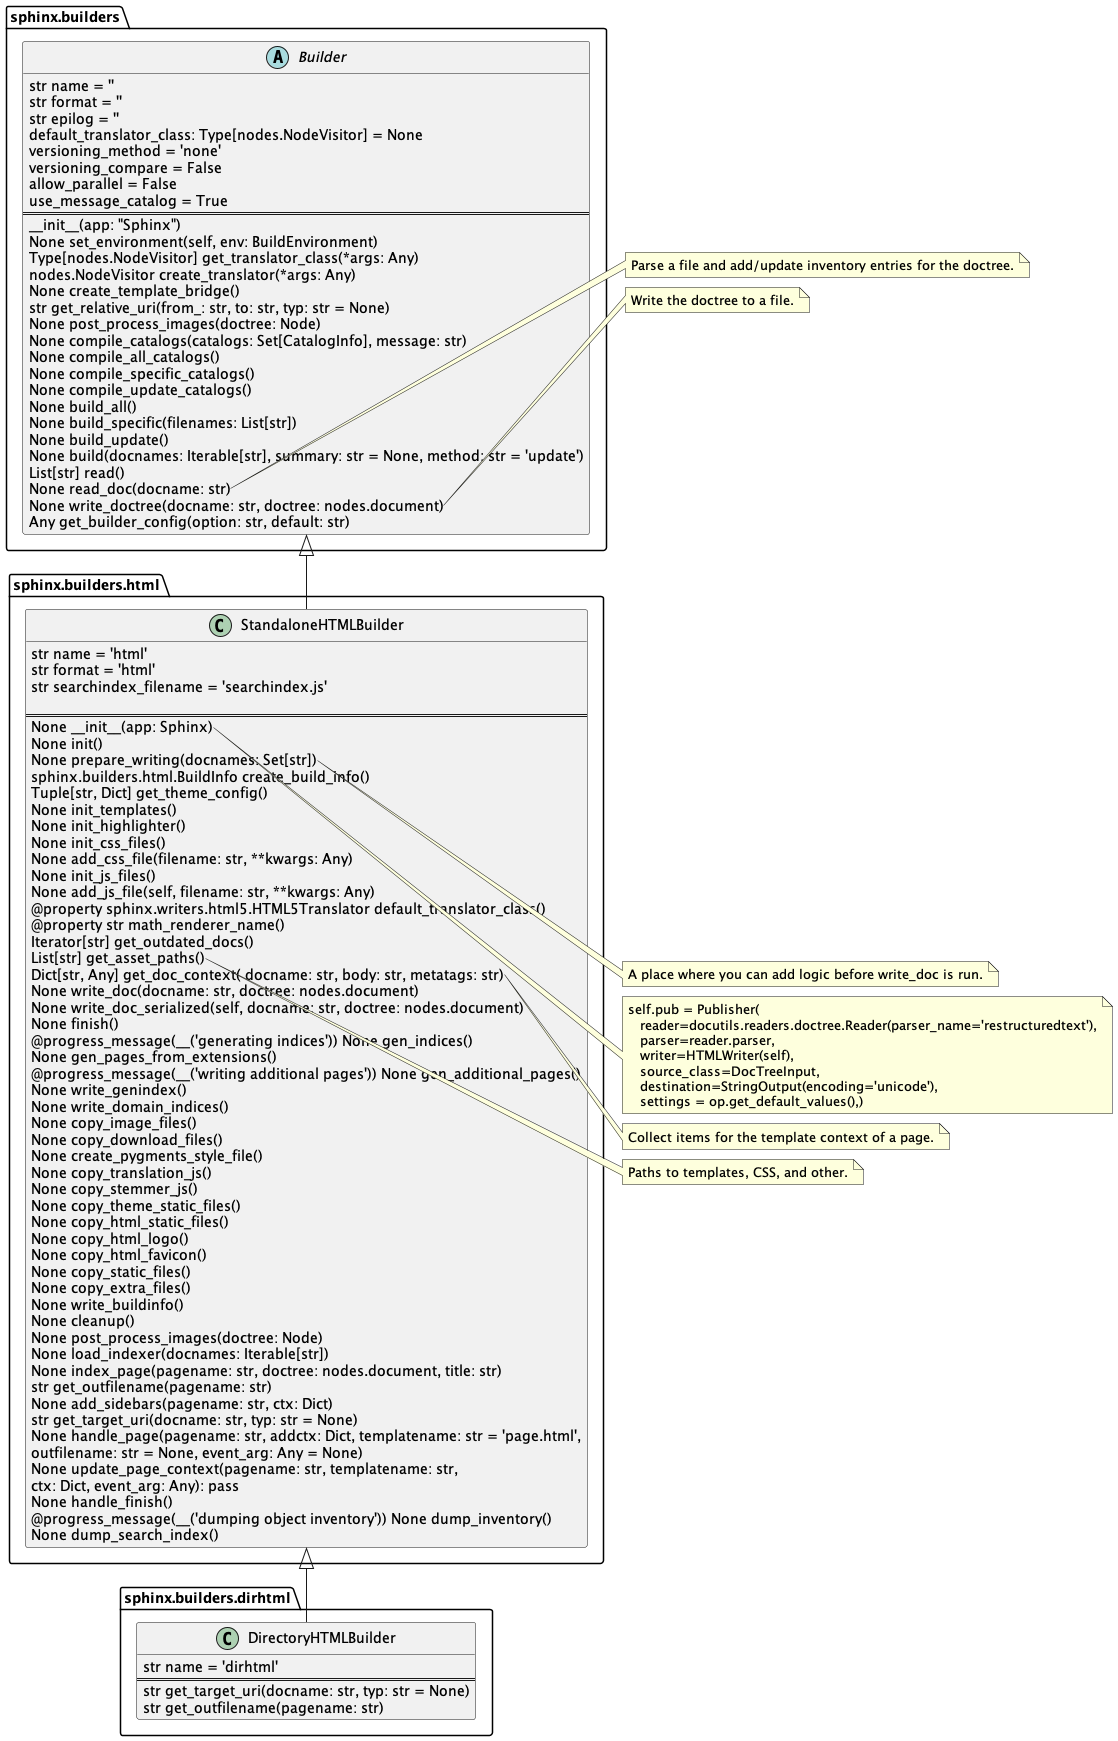 sphinx.builders
A Builder
str name = ''
str format = ''
str epilog = ''
default_translator_class: Type[nodes.NodeVisitor] = None
versioning_method = 'none'
versioning_compare = False
allow_parallel = False
use_message_catalog = True
__init__(app: "Sphinx")
None set_environment(self, env: BuildEnvironment)
Type[nodes.NodeVisitor] get_translator_class(*args: Any)
nodes.NodeVisitor create_translator(*args: Any)
None create_template_bridge()
str get_relative_uri(from_: str, to: str, typ: str = None)
None post_process_images(doctree: Node)
None compile_catalogs(catalogs: Set[CatalogInfo], message: str)
None compile_all_catalogs()
None compile_specific_catalogs()
None compile_update_catalogs()
None build_all()
None build_specific(filenames: List[str])
None build_update()
None build(docnames: Iterable[str], summary: str = None, method: str = 'update')
List[str] read()
None read_doc(docname: str)
None write_doctree(docname: str, doctree: nodes.document)
Any get_builder_config(option: str, default: str)
Parse a file and add/update inventory entries for the doctree.
Write the doctree to a file.
sphinx.builders.html
C StandaloneHTMLBuilder
str name = 'html'
str format = 'html'
str searchindex_filename = 'searchindex.js'
None __init__(app: Sphinx)
None init()
None prepare_writing(docnames: Set[str])
sphinx.builders.html.BuildInfo create_build_info()
Tuple[str, Dict] get_theme_config()
None init_templates()
None init_highlighter()
None init_css_files()
None add_css_file(filename: str, **kwargs: Any)
None init_js_files()
None add_js_file(self, filename: str, **kwargs: Any)
@property sphinx.writers.html5.HTML5Translator default_translator_class()
@property str math_renderer_name()
Iterator[str] get_outdated_docs()
List[str] get_asset_paths()
Dict[str, Any] get_doc_context( docname: str, body: str, metatags: str)
None write_doc(docname: str, doctree: nodes.document)
None write_doc_serialized(self, docname: str, doctree: nodes.document)
None finish()
@progress_message(__('generating indices')) None gen_indices()
None gen_pages_from_extensions()
@progress_message(__('writing additional pages')) None gen_additional_pages()
None write_genindex()
None write_domain_indices()
None copy_image_files()
None copy_download_files()
None create_pygments_style_file()
None copy_translation_js()
None copy_stemmer_js()
None copy_theme_static_files()
None copy_html_static_files()
None copy_html_logo()
None copy_html_favicon()
None copy_static_files()
None copy_extra_files()
None write_buildinfo()
None cleanup()
None post_process_images(doctree: Node)
None load_indexer(docnames: Iterable[str])
None index_page(pagename: str, doctree: nodes.document, title: str)
str get_outfilename(pagename: str)
None add_sidebars(pagename: str, ctx: Dict)
str get_target_uri(docname: str, typ: str = None)
None handle_page(pagename: str, addctx: Dict, templatename: str = 'page.html',
outfilename: str = None, event_arg: Any = None)
None update_page_context(pagename: str, templatename: str,
ctx: Dict, event_arg: Any): pass
None handle_finish()
@progress_message(__('dumping object inventory')) None dump_inventory()
None dump_search_index()
A place where you can add logic before write_doc is run.
self.pub = Publisher(
reader=docutils.readers.doctree.Reader(parser_name='restructuredtext'),
parser=reader.parser,
writer=HTMLWriter(self),
source_class=DocTreeInput,
destination=StringOutput(encoding='unicode'),
settings = op.get_default_values(),)
Collect items for the template context of a page.
Paths to templates, CSS, and other.
sphinx.builders.dirhtml
C DirectoryHTMLBuilder
str name = 'dirhtml'
str get_target_uri(docname: str, typ: str = None)
str get_outfilename(pagename: str)